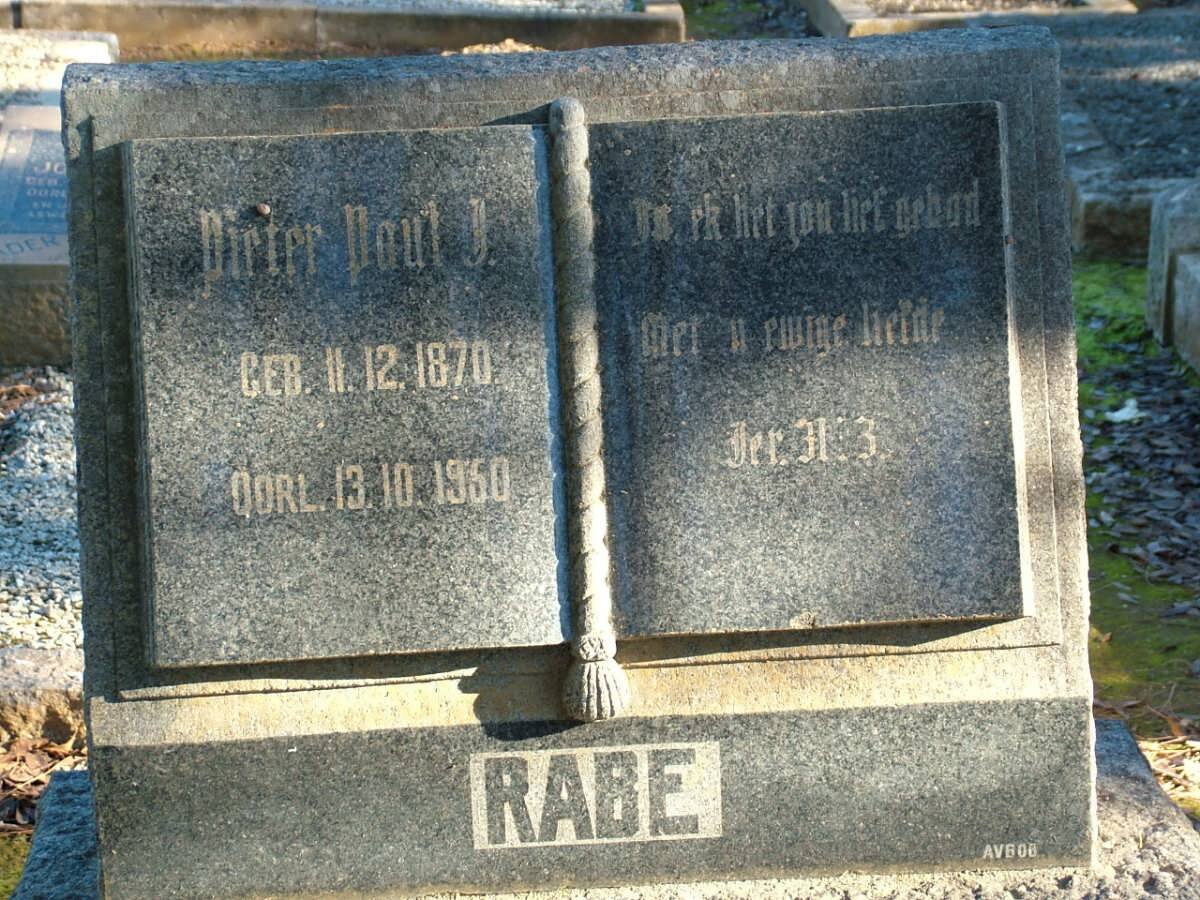 Pieter Paul J.
GEB. 11. 12. 1870.
OORL. 13. 10. 1960
Ja, ek het jou lief gehad
Met 'n ewige liefde
Jer. 31: 3.
RABE
AV608